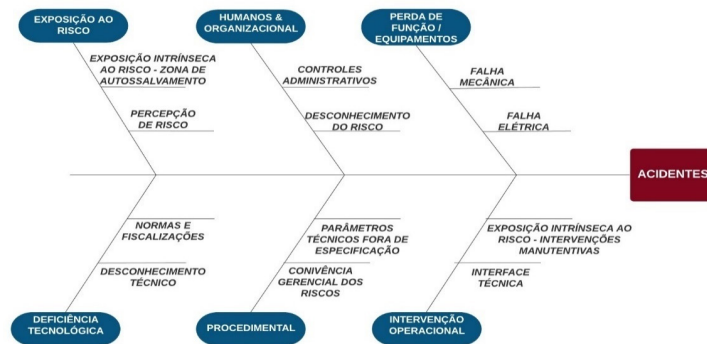 EXPOSIÇÃO AO
RISCO
HUMANOS &
ORGANIZACIONAL
PERDA DE
FUNÇÃO /
EQUIPAMENTOS
EXPOSIÇÃO INTRÍNSECA
AO RISCO - ZONA DE
AUTOSSALVAMENTO
CONTROLES
ADMINISTRATIVOS
FALHA
MECÂNICA
PERCEPÇÃO
DE RISCO
DESCONHECIMENTO
DO RISCO
FALHA
ELÉTRICA
ACIDENTES
NORMAS E
FISCALIZAÇÕES
PARÂMETROS
TÉCNICOS FORA DE
ESPECIFICAÇÃO
EXPOSIÇÃO INTRÍNSECA AO
RISCO - INTERVENÇÕES
MANUTENTIVAS
DESCONHECIMENTO
TÉCNICO
CONIVÊNCIA
GERENCIAL DOS
RISCOS
INTERFACE
TÉCNICA
DEFICIÊNCIA
TECNOLÓGICA
PROCEDIMENTAL
INTERVENÇÃO
OPERACIONAL